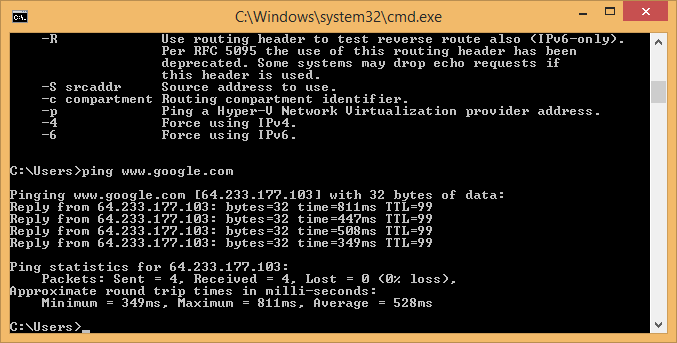 C:\Windows\system32\cmd.exe
-R Use routing header to test reverse route also (IPv6-only).
Per RFC 5095 the use of this routing header has been
deprecated. Some systems may drop echo requests if
this header is used.
-S srcaddr Source address to use.
-c compartment Routing compartment identifier.
-p Ping a Hyper-V Network Virtualization provider address.
-4 Force using IPv4.
-6 Force using IPv6.
C:\Users>ping www.google.com
Pinging www.google.com [64.233.177.103] with 32 bytes of data:
Reply from 64.233.177.103: bytes=32 time=811ms TTL=99
Reply from 64.233.177.103: bytes=32 time=447ms TTL=99
Reply from 64.233.177.103: bytes=32 time=508ms TTL=99
Reply from 64.233.177.103: bytes=32 time=349ms TTL=99
Ping statistics for 64.233.177.103:
Packets: Sent = 4, Received = 4, Lost = 0 (0% loss),
Approximate round trip times in milli-seconds:
Minimum = 349ms, Maximum = 811ms, Average = 528ms
C:\Users>_